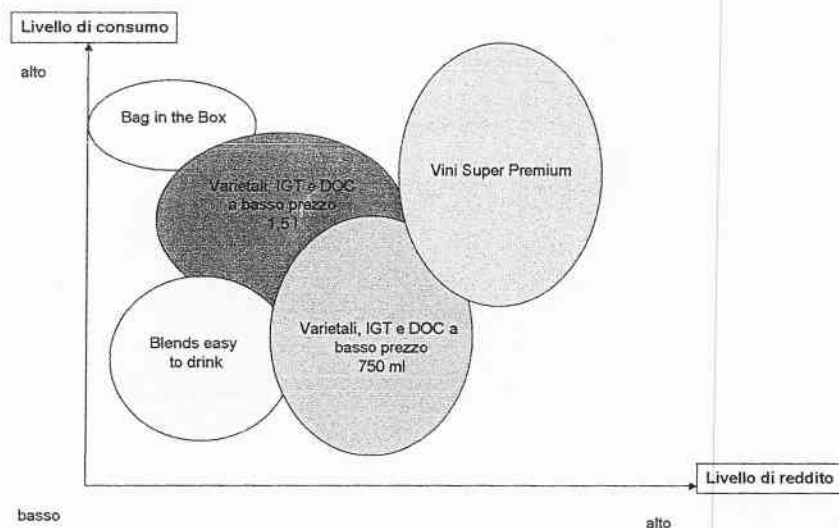 Livello di consumo
alto
Bag in the Box
Varietali, IGT e DOC
a basso prezzo
1,5 l
Vini Super Premium
Blends easy
to drink
Varietali, IGT e DOC a
basso prezzo
750 ml
Livello di reddito
basso
alto